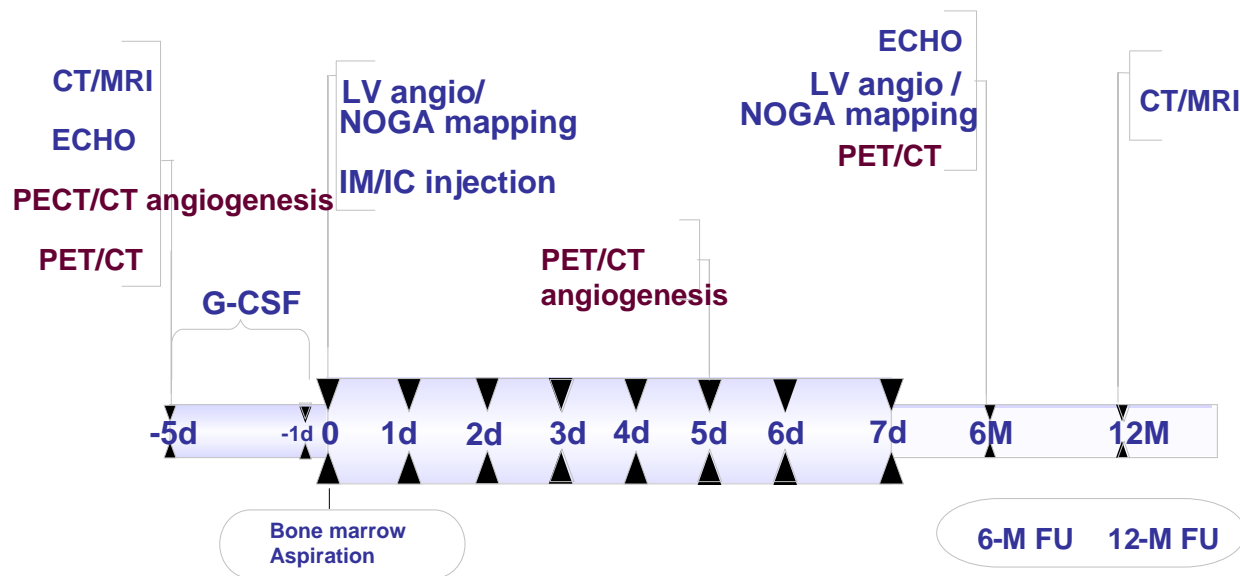 CT/MRI
ECHO
PECT/CT angiogenesis
PET/CT
G-CSF
LV angio/
NOGA mapping
IM/IC injection
PET/CT
angiogenesis
ECHO
LV angio /
NOGA mapping
PET/CT
CT/MRI
-5d -1d 0 1d 2d 3d 4d 5d 6d 7d 6M 12M
Bone marrow
Aspiration
6-M FU 12-M FU